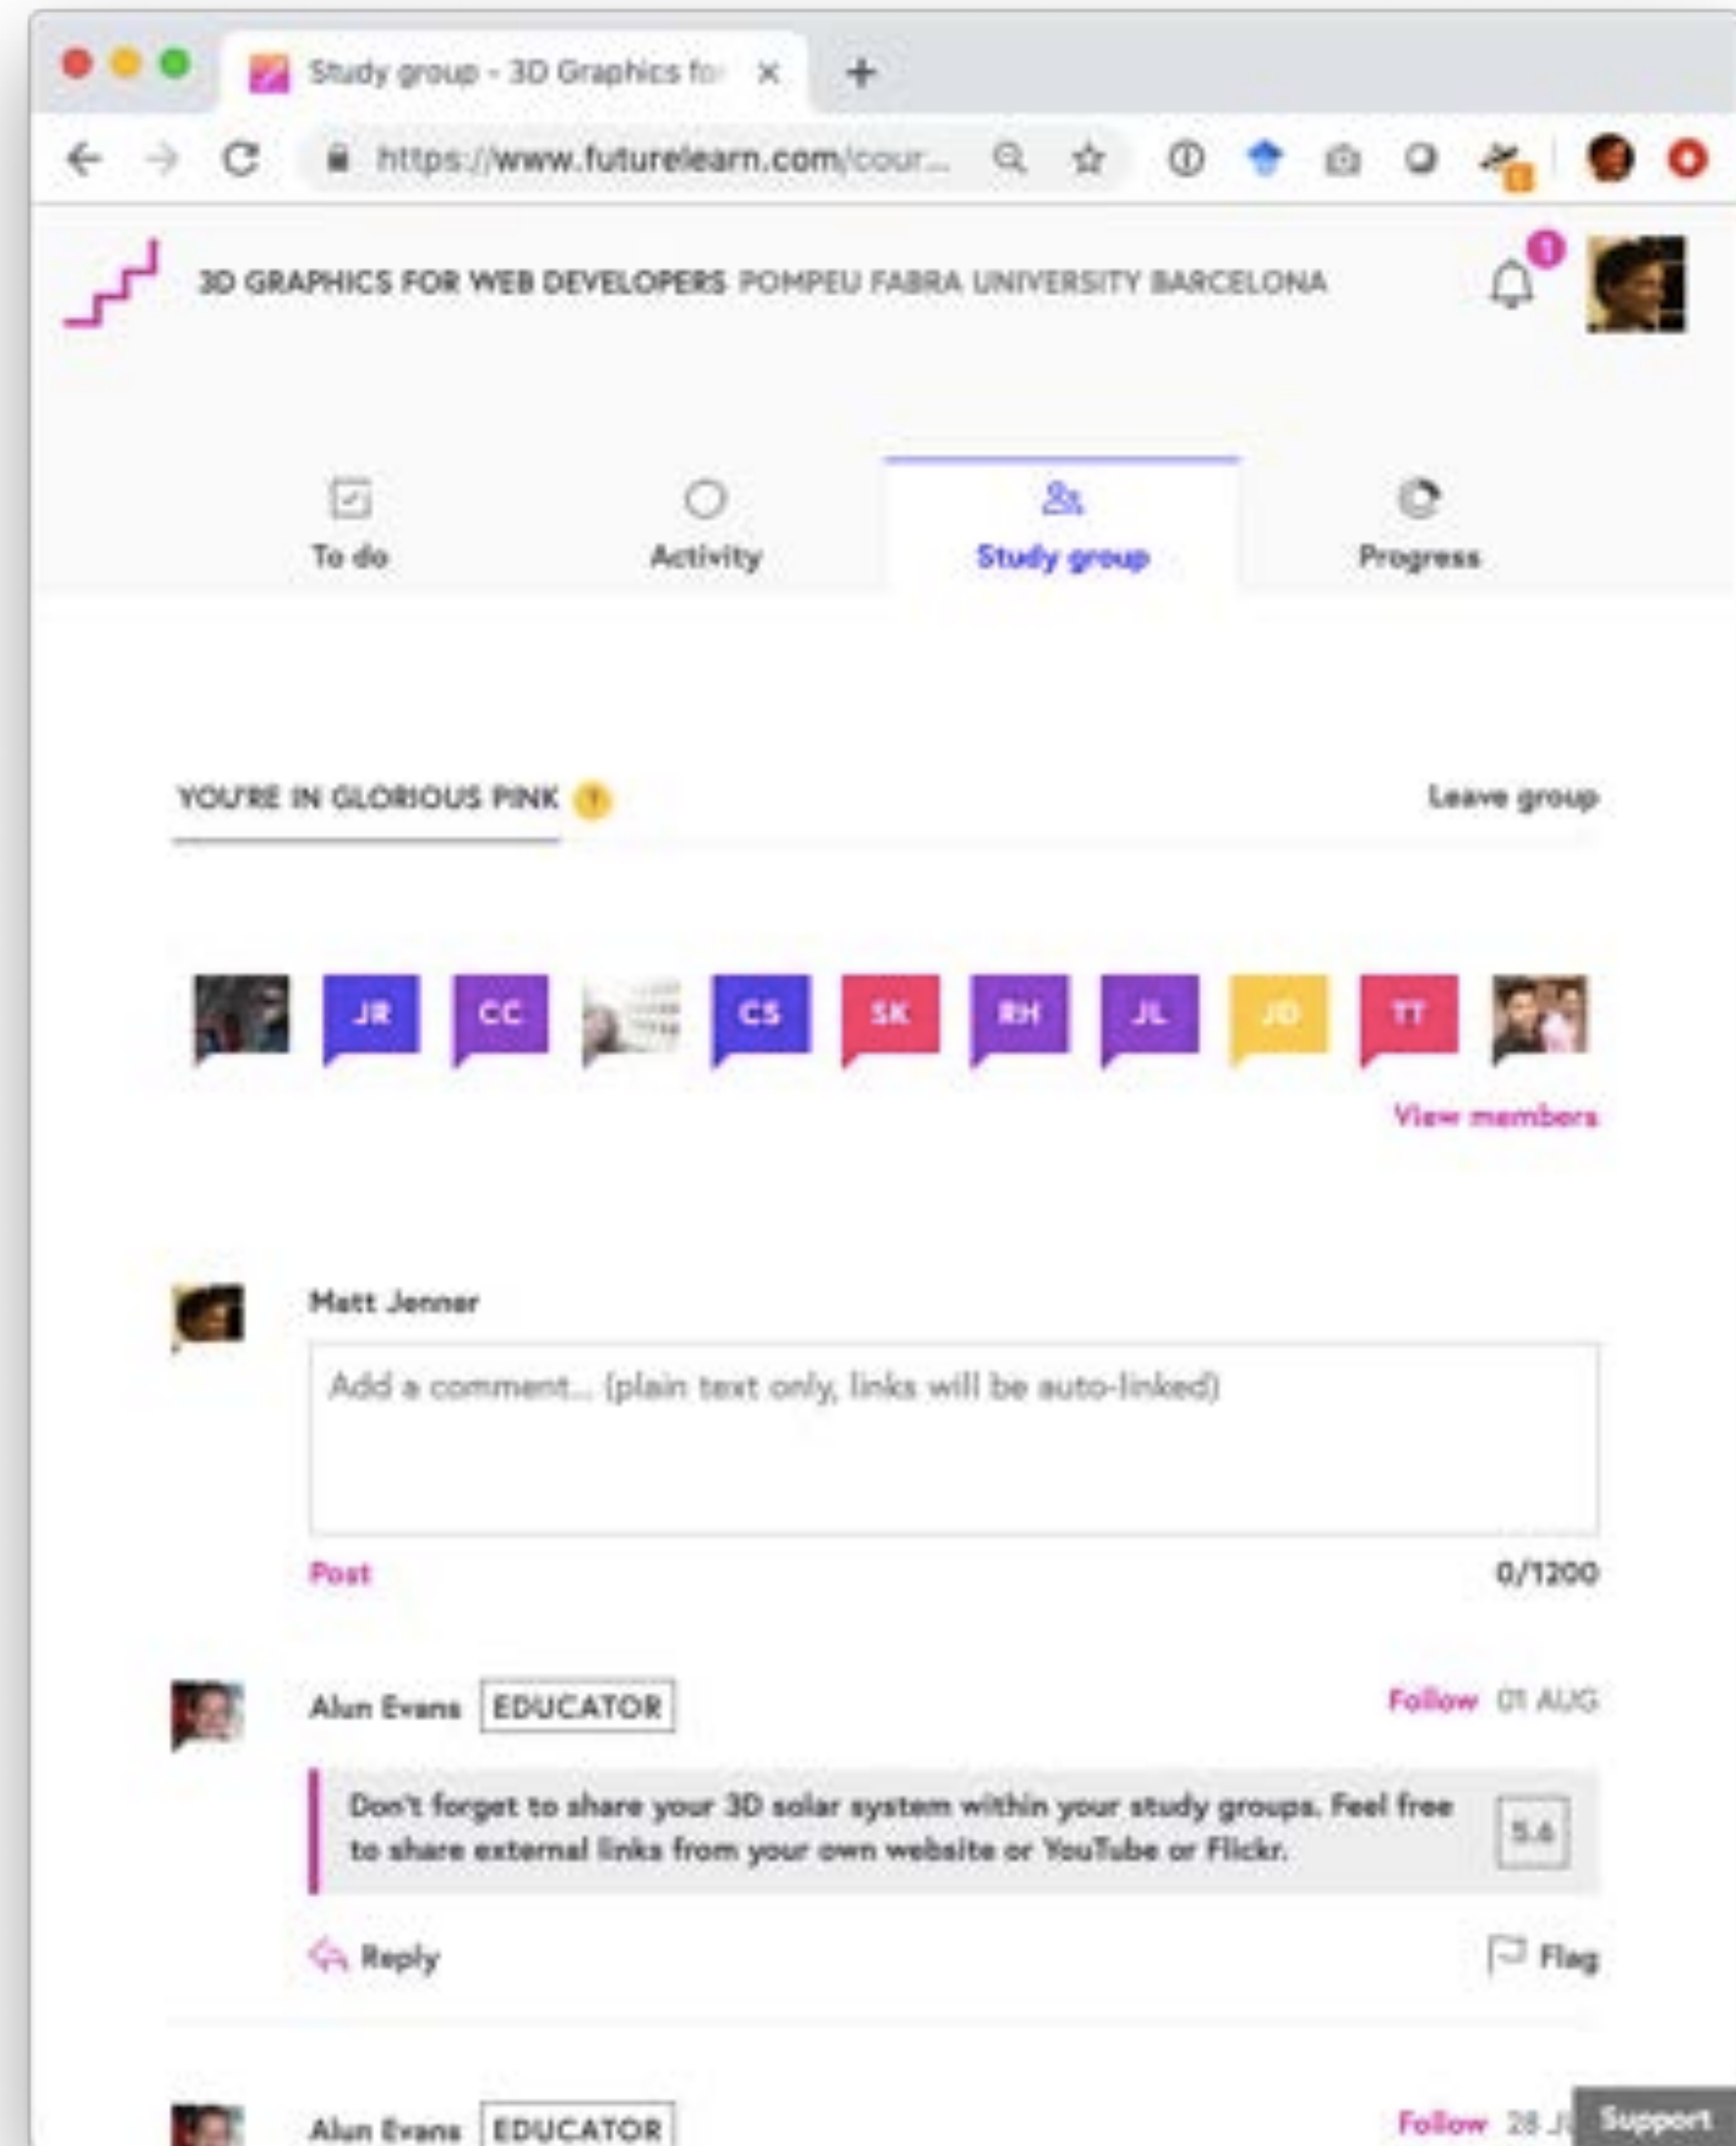 Study group - 3D Graphics for
https://www.futurelearn.com/cour...
3D GRAPHICS FOR WEB DEVELOPERS POMPEU FABRA UNIVERSITY BARCELONA
1
To do
Activity
Study group
Progress
YOU'RE IN GLORIOUS PINK ?
Leave group
JR CC CS SK RH JL JD TT
View members
Matt Jenner
Add a comment... (plain text only, links will be auto-linked)
Post
0/1200
Alun Evans EDUCATOR
Follow 01 AUG
Don't forget to share your 3D solar system within your study groups. Feel free
to share external links from your own website or YouTube or Flickr.
5.6
Reply
Flag
Alun Evans EDUCATOR
Follow 28
Support